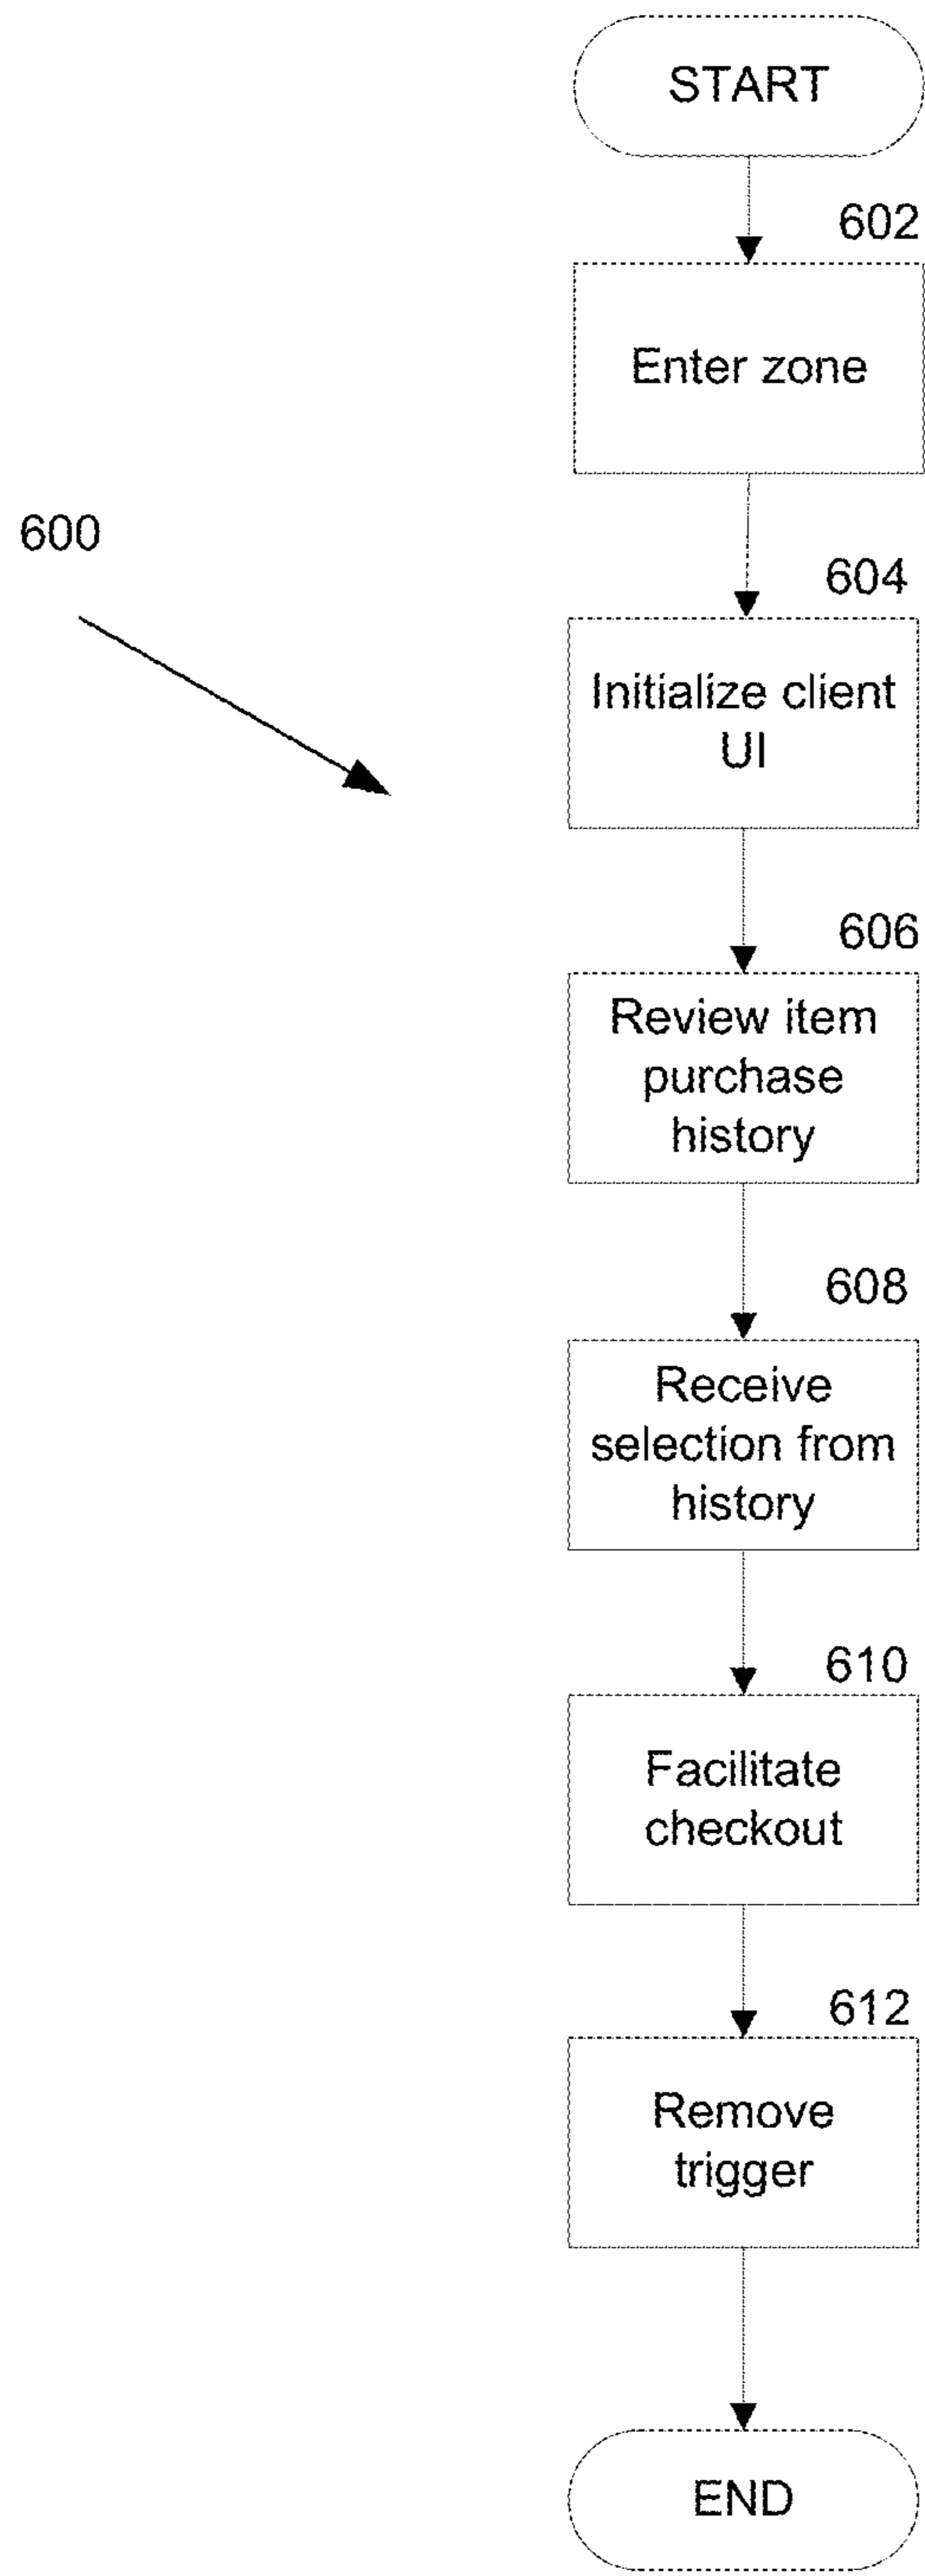 START
602
Enter zone
600
604
Initialize client
UI
606
Review item
purchase
history
608
Receive
selection from
history
610
Facilitate
checkout
612
Remove
trigger
END